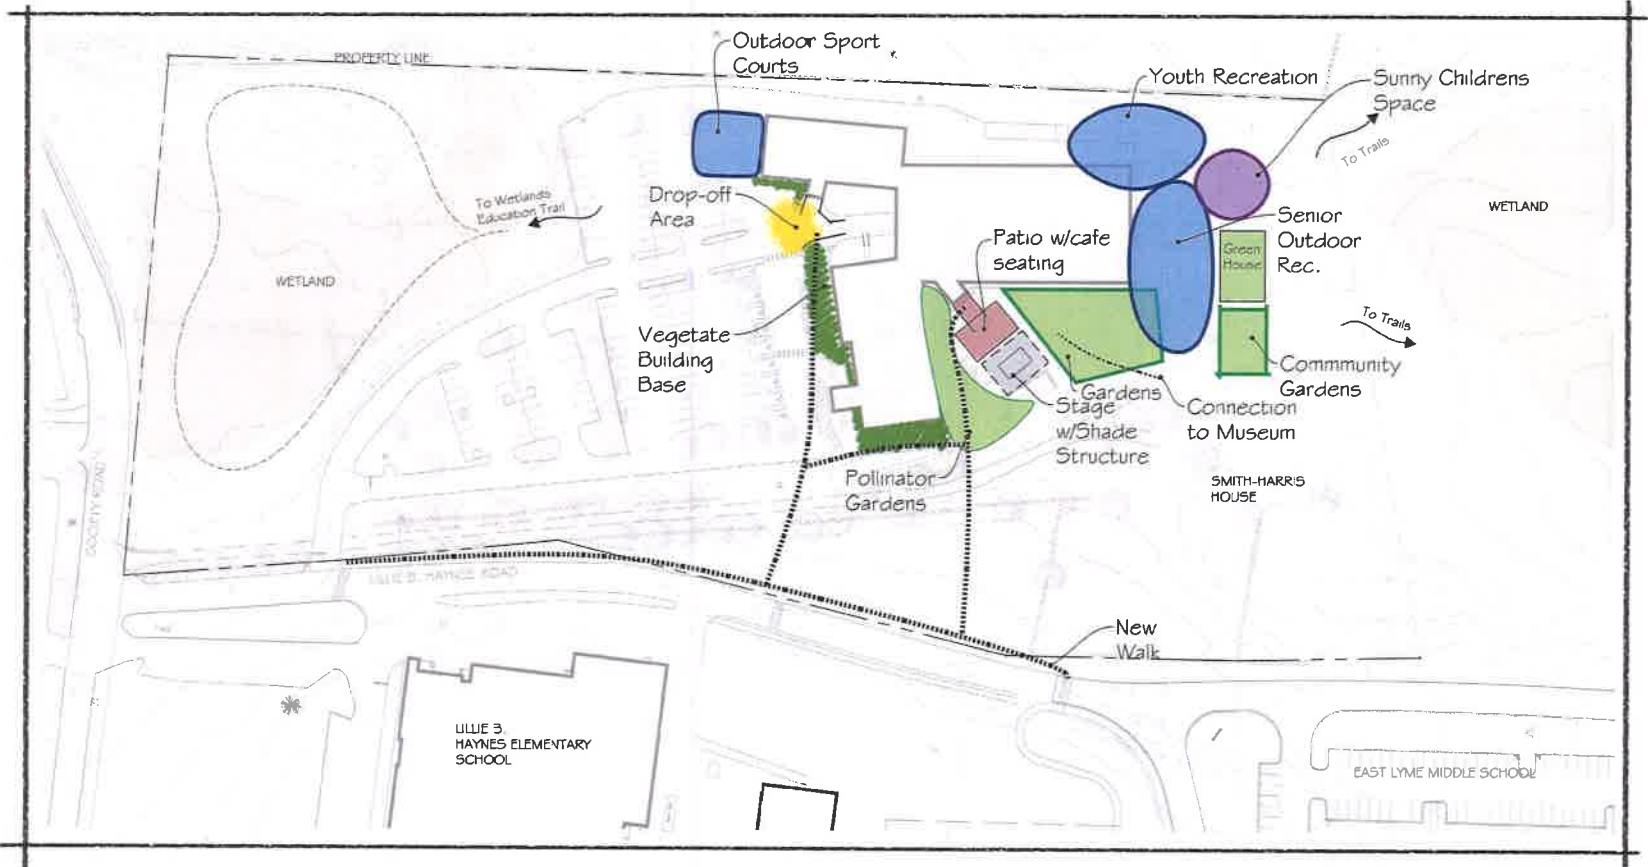 Outdoor Sport
Courts
PROPERTY LINE
Youth Recreation
Sunny Childrens
Space
To Trails
Drop-off
Area
To Wetlands
Education Trail
WETLAND
Senior
Outdoor
Rec.
Patio w/cafe
seating
Green
House
WETLAND
To Trails
Vegetate
Building
Base
Commmunity
Gardens
Gardens
Stage
w/Shade
Structure
Connection
to Museum
Pollinator
Gardens
SMITH-HARRIS
HOUSE
SOCIETY ROAD
LILLIE B. HAYNES ROAD
New
Walk
LILLIE B.
HAYNES ELEMENTARY
SCHOOL
EAST LYME MIDDLE SCHOOL